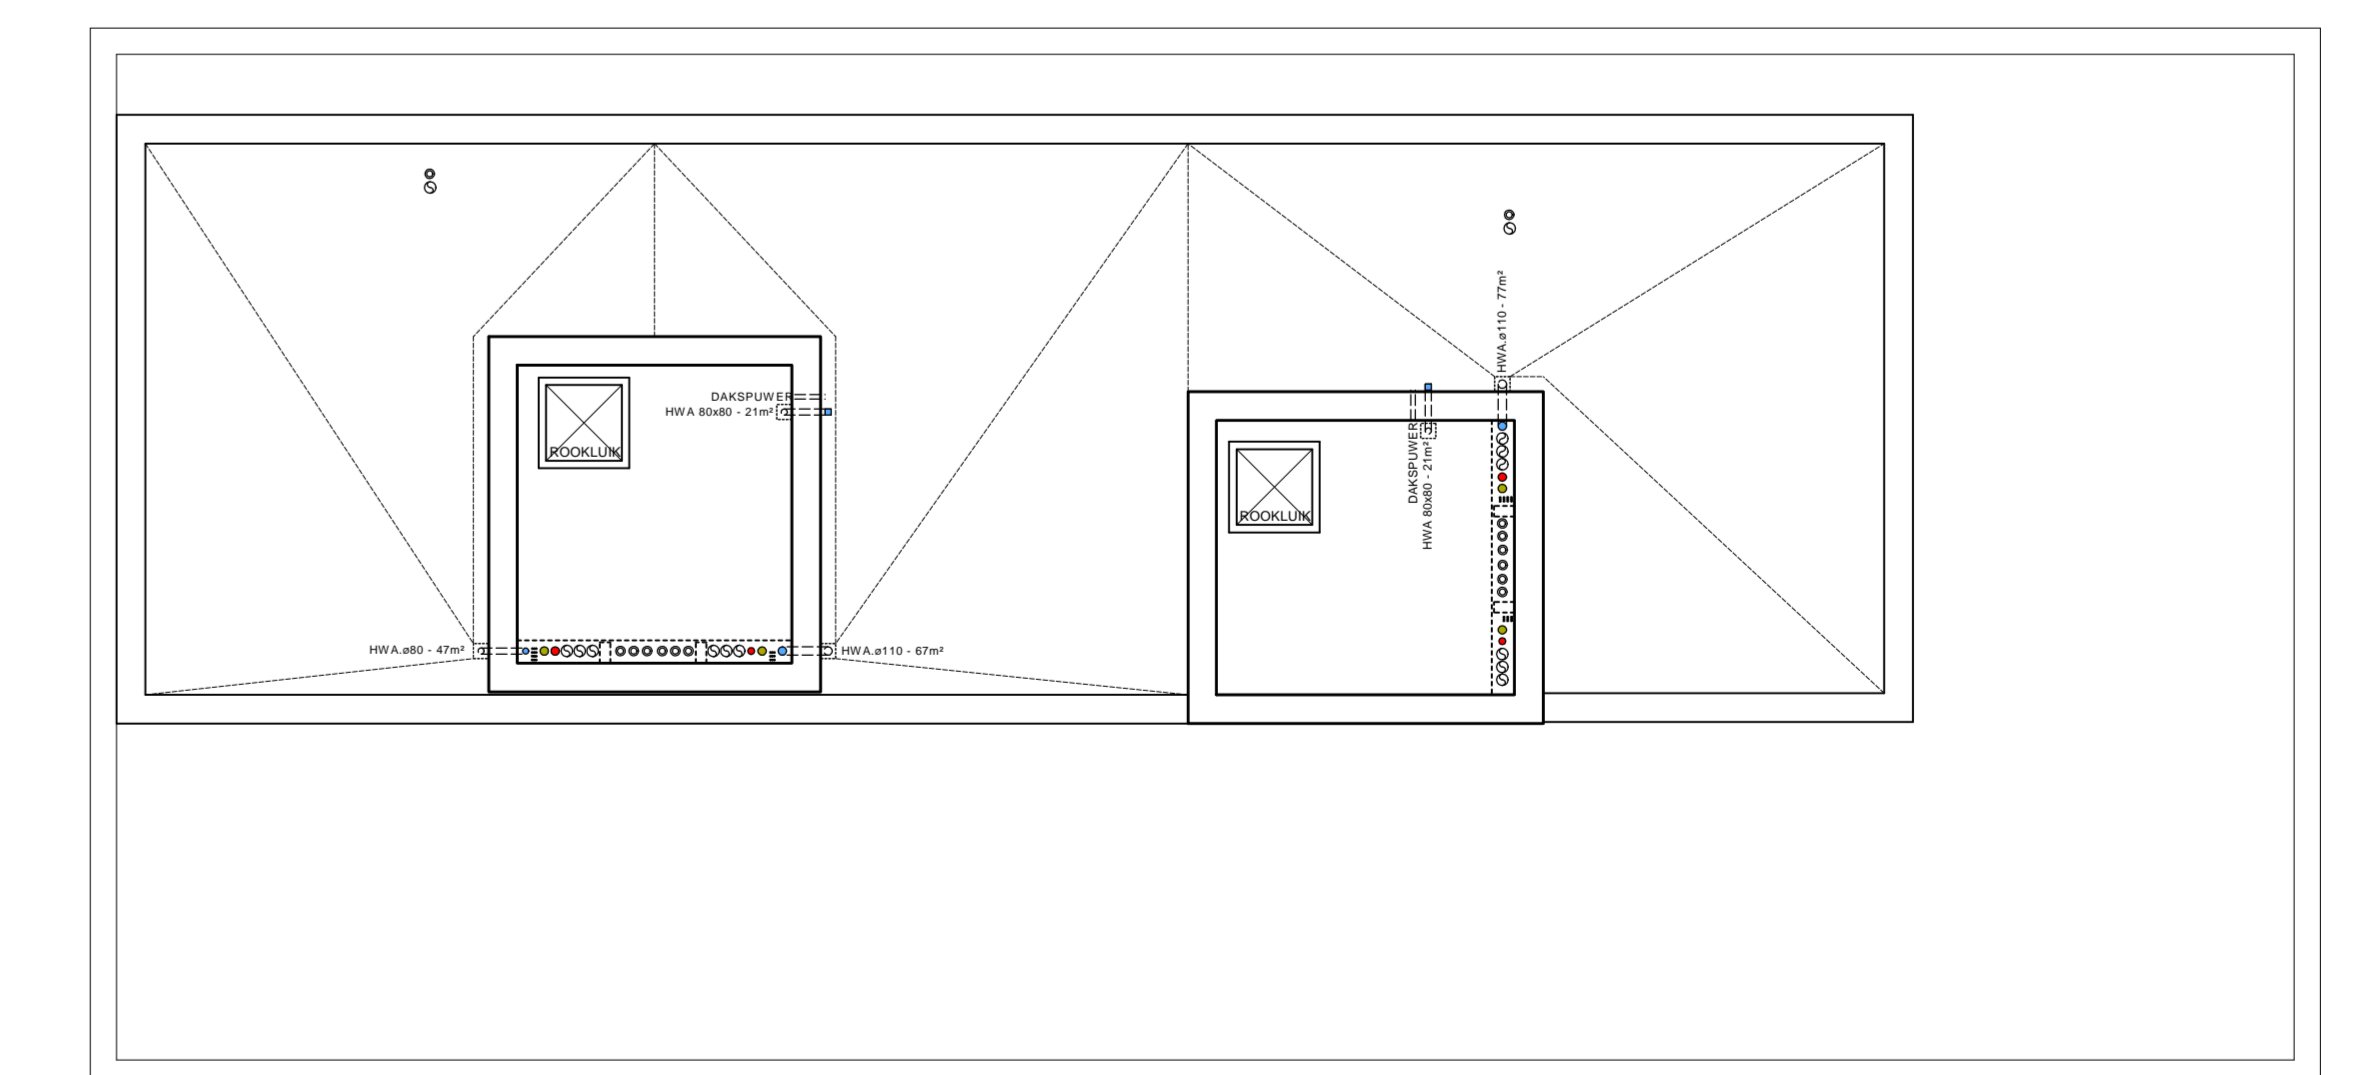 DAKSPUWER
HWA 80x80 - 21m²
ROOKLUIK
HWA.ø80 - 47m²
HWA.ø110 - 67m²
HWA.ø110 - 77m²
DAKSPUWER
HWA 80x80 - 21m²
ROOKLUIK